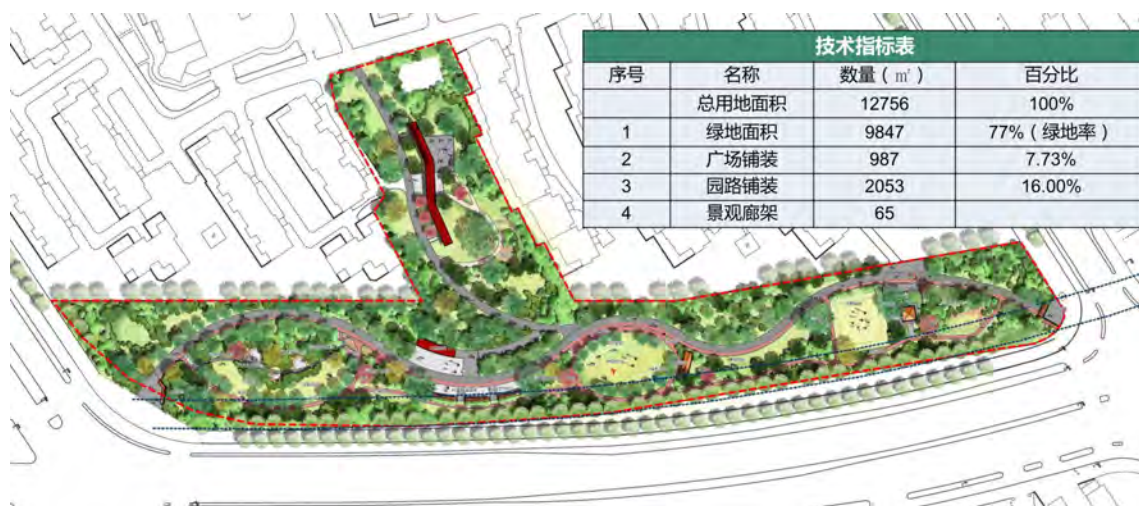 技术指标表
序号 名称 数量（㎡） 百分比
总用地面积 12756 100%
1 绿地面积 9847 77%（绿地率）
2 广场铺装 987 7.73%
3 园路铺装 2053 16.00%
4 景观廊架 65